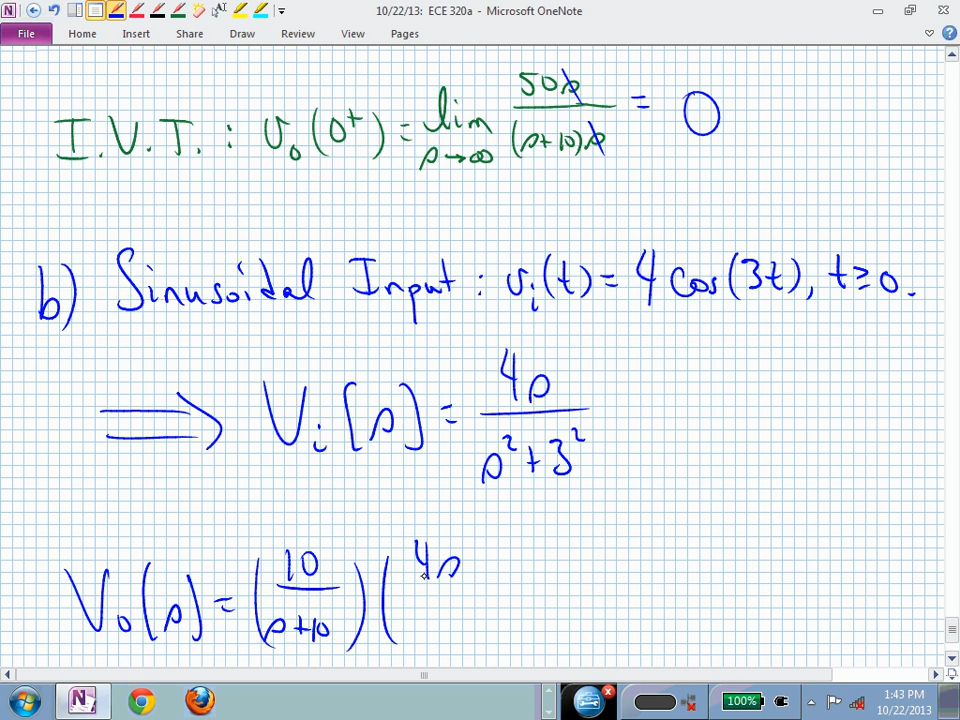 10/22/13: ECE 320a - Microsoft OneNote
File Home Insert Share Draw Review View Pages
I.V.T.: v₀(0⁺) = lim s→∞ 50s/((s+10)s) = 0
b) Sinusoidal Input: vᵢ(t) = 4 cos(3t), t≥0.
⟹ Vᵢ[s] = 4s/(s²+3²)
V₀[s] = (10/(s+10)) (4s
100%
1:43 PM
10/22/2013